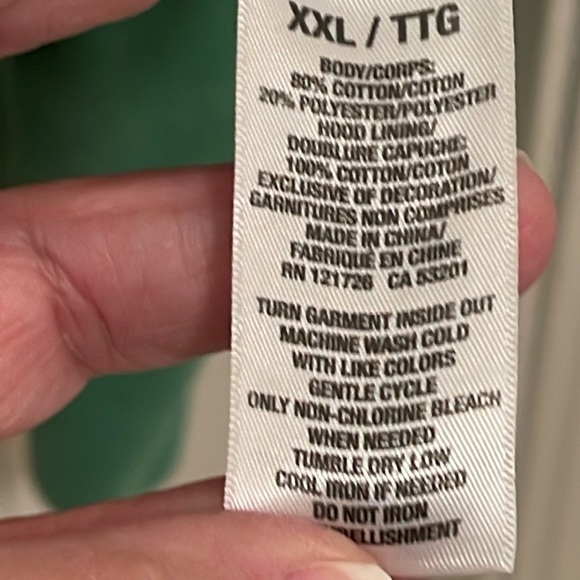 XXL / TTG
BODY/CORPS:
80% COTTON/COTON
20% POLYESTER/POLYESTER
HOOD LINING/
DOUBLURE CAPUCHE:
100% COTTON/COTON
EXCLUSIVE OF DECORATION/
GARNITURES NON COMPRISES
MADE IN CHINA/
FABRIQUÉ EN CHINE
RN 121726 CA 53201
TURN GARMENT INSIDE OUT
MACHINE WASH COLD
WITH LIKE COLORS
GENTLE CYCLE
ONLY NON-CHLORINE BLEACH
WHEN NEEDED
TUMBLE DRY LOW
COOL IRON IF NEEDED
DO NOT IRON